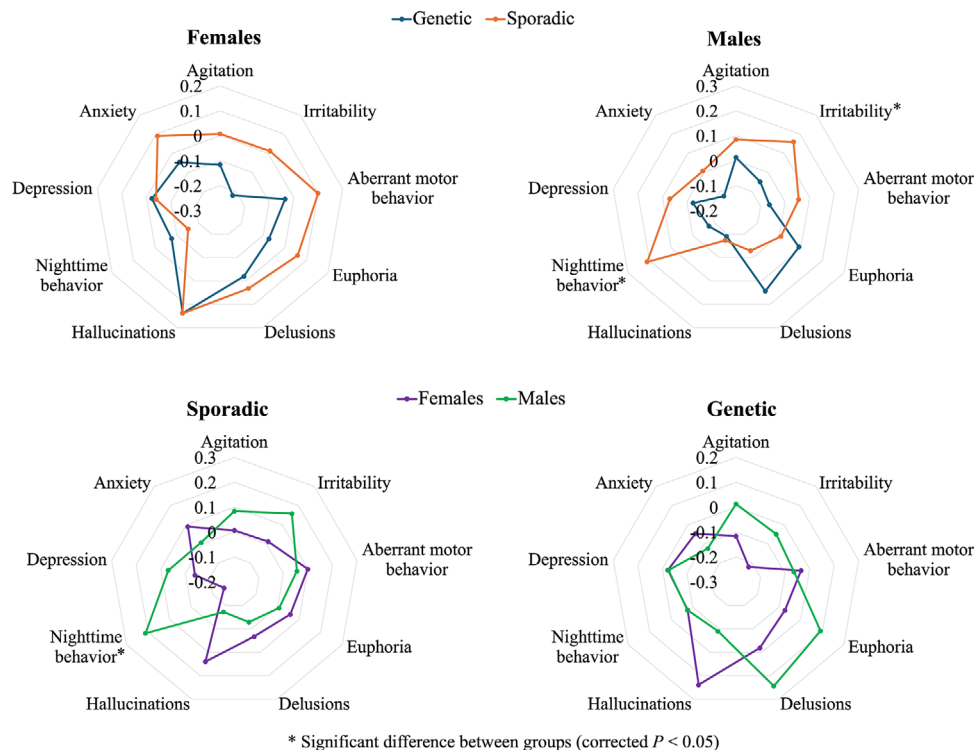 Genetic Sporadic
Females
Agitation
Irritability
Aberrant motor
behavior
Euphoria
Delusions
Hallucinations
Nighttime
behavior
Depression
Anxiety
0.2
0.1
0
-0.1
-0.2
-0.3
Males
Agitation
Irritability*
Aberrant motor
behavior
Euphoria
Delusions
Hallucinations
Nighttime
behavior*
Depression
Anxiety
0.3
0.2
0.1
0
-0.1
-0.2
Females Males
Sporadic
Agitation
Irritability
Aberrant motor
behavior
Euphoria
Delusions
Hallucinations
Nighttime
behavior*
Depression
Anxiety
0.3
0.2
0.1
0
-0.1
-0.2
Genetic
Agitation
Irritability
Aberrant motor
behavior
Euphoria
Delusions
Hallucinations
Nighttime
behavior
Depression
Anxiety
0.2
0.1
0
-0.1
-0.2
-0.3
* Significant difference between groups (corrected P < 0.05)